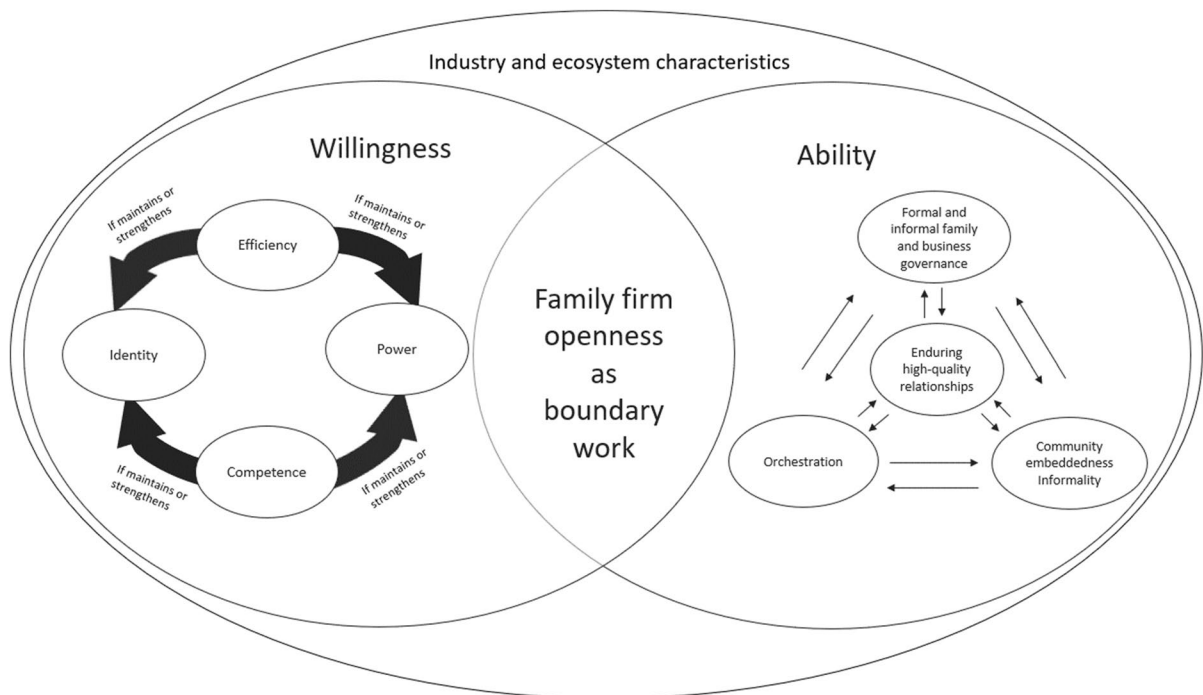 Industry and ecosystem characteristics
Willingness
Ability
If maintains or
strengthens
If maintains or
strengthens
Efficiency
Identity
Power
Competence
If maintains or
strengthens
If maintains or
strengthens
Family firm
openness
as
boundary
work
Formal and
informal family
and business
governance
Enduring
high-quality
relationships
Orchestration
Community
embeddedness
Informality